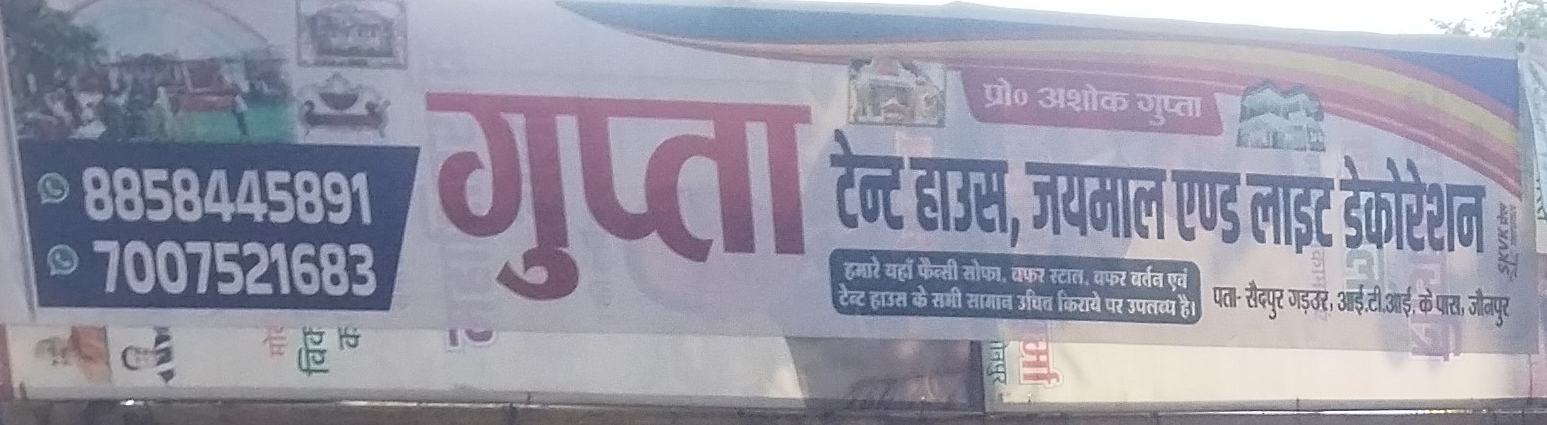 8858445891
7007521683
गुप्ता
प्रो० अशोक गुप्ता
टेन्ट हाउस, जयमाल एण्ड लाइट डेकोरेशन
हमारे यहाँ फैन्सी सोफा, वफर स्टाल, वफर बर्तन एवं
टेन्ट हाउस के सभी सामान उचित किराये पर उपलब्ध है।
पता- सैदपुर गड़उर, आई.टी.आई. के पास, जौनपुर